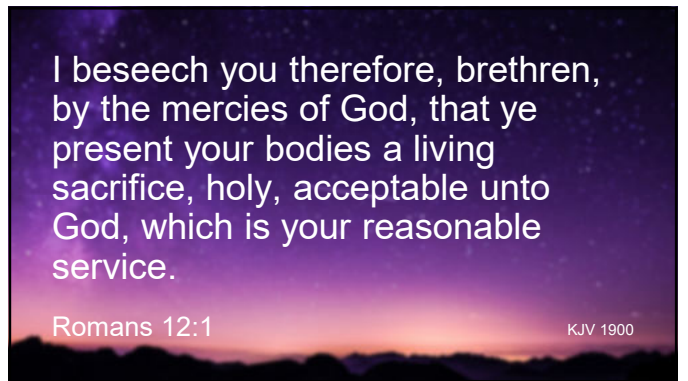 I beseech you therefore, brethren,
by the mercies of God, that ye
present your bodies a living
sacrifice, holy, acceptable unto
God, which is your reasonable
service.
Romans 12:1
KJV 1900